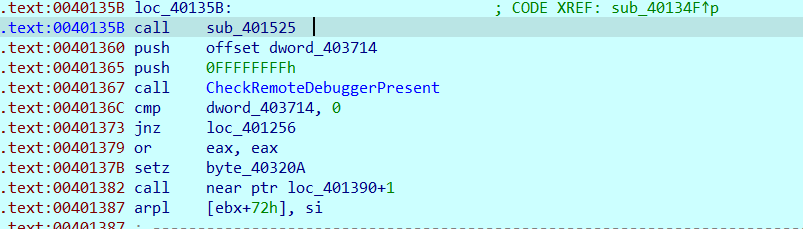 .text:0040135B loc_40135B: ; CODE XREF: sub_40134F↑p
.text:0040135B call sub_401525
.text:00401360 push offset dword_403714
.text:00401365 push 0FFFFFFFFh
.text:00401367 call CheckRemoteDebuggerPresent
.text:0040136C cmp dword_403714, 0
.text:00401373 jnz loc_401256
.text:00401379 or eax, eax
.text:0040137B setz byte_40320A
.text:00401382 call near ptr loc_401390+1
.text:00401387 arpl [ebx+72h], si
.text:00401387 ; ---------------------------------------------------------------------------